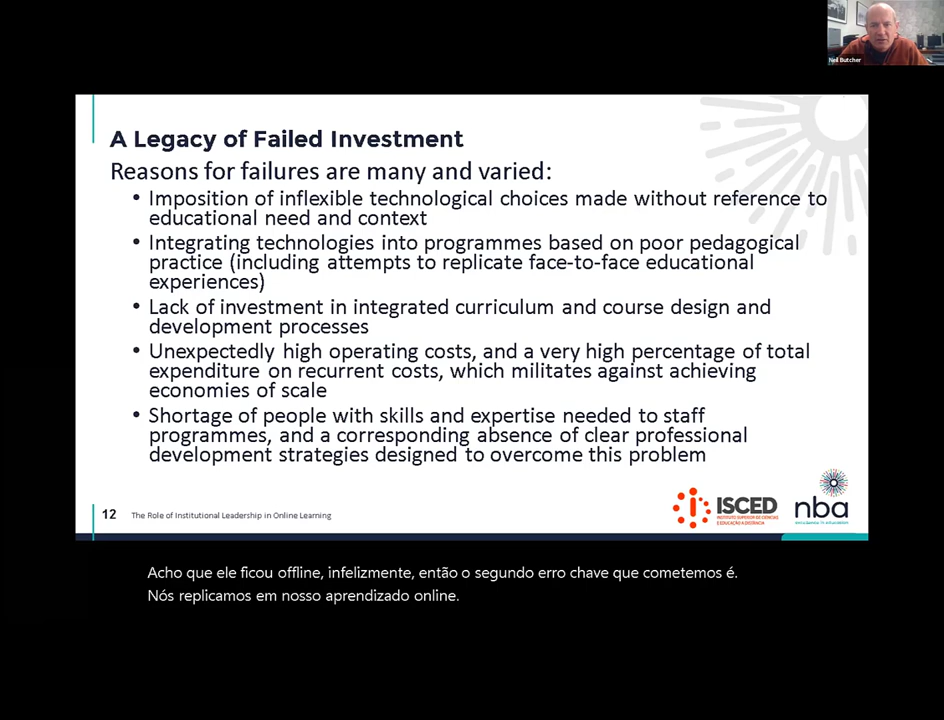 Neil Butcher
A Legacy of Failed Investment
Reasons for failures are many and varied:
• Imposition of inflexible technological choices made without reference to
educational need and context
• Integrating technologies into programmes based on poor pedagogical
practice (including attempts to replicate face-to-face educational
experiences)
• Lack of investment in integrated curriculum and course design and
development processes
• Unexpectedly high operating costs, and a very high percentage of total
expenditure on recurrent costs, which militates against achieving
economies of scale
• Shortage of people with skills and expertise needed to staff
programmes, and a corresponding absence of clear professional
development strategies designed to overcome this problem
12 The Role of Institutional Leadership in Online Learning
ISCED
INSTITUTO SUPERIOR DE CIÊNCIAS
E EDUCAÇÃO A DISTÂNCIA
nba
Acho que ele ficou offline, infelizmente, então o segundo erro chave que cometemos é.
Nós replicamos em nosso aprendizado online.